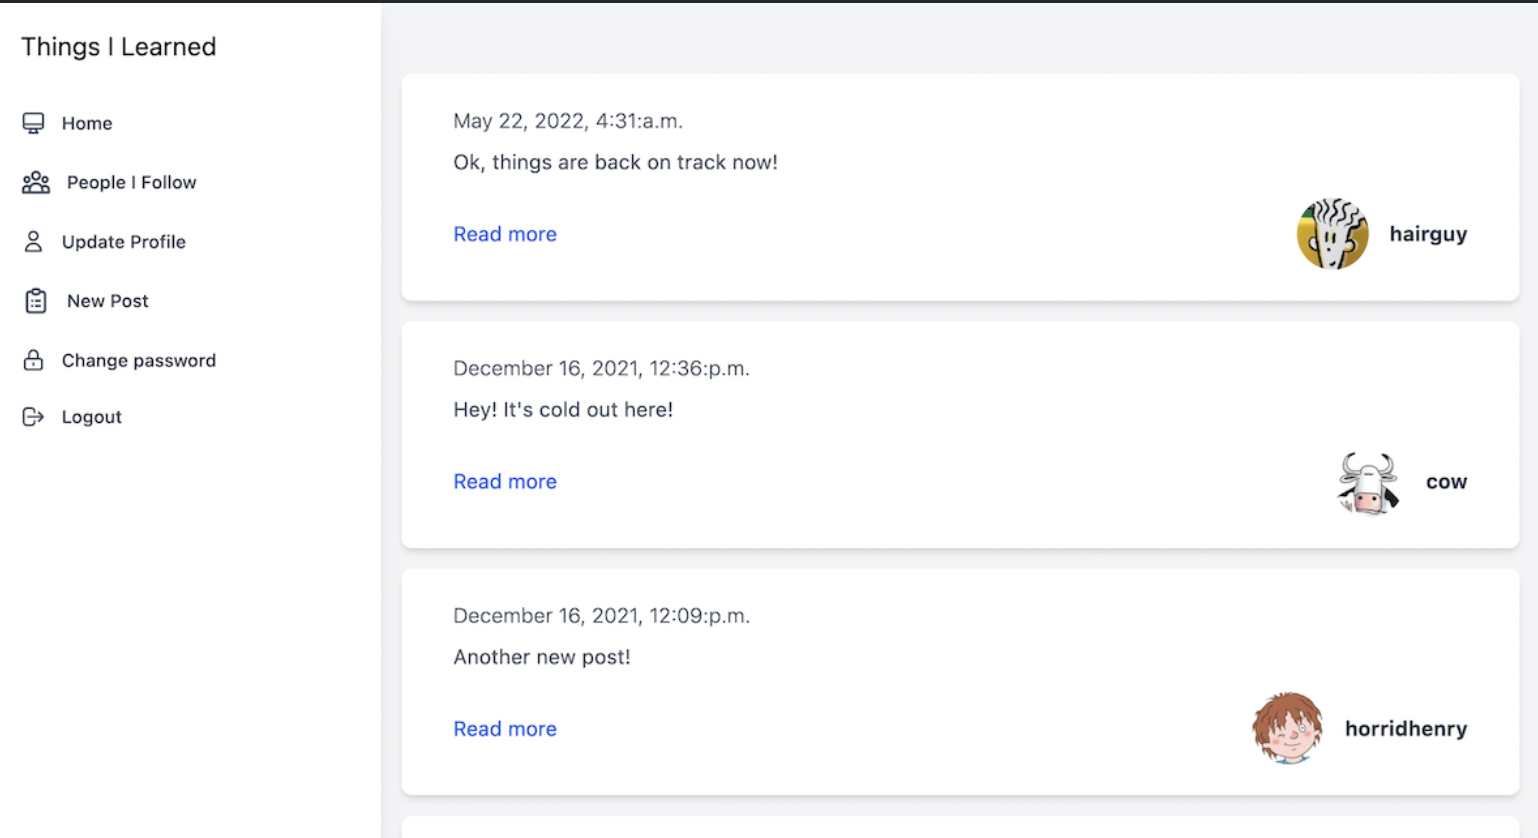 Things I Learned
Home
People I Follow
Update Profile
New Post
Change password
Logout
May 22, 2022, 4:31:a.m.
Ok, things are back on track now!
Read more
hairguy
December 16, 2021, 12:36:p.m.
Hey! It's cold out here!
Read more
cow
December 16, 2021, 12:09:p.m.
Another new post!
Read more
horridhenry